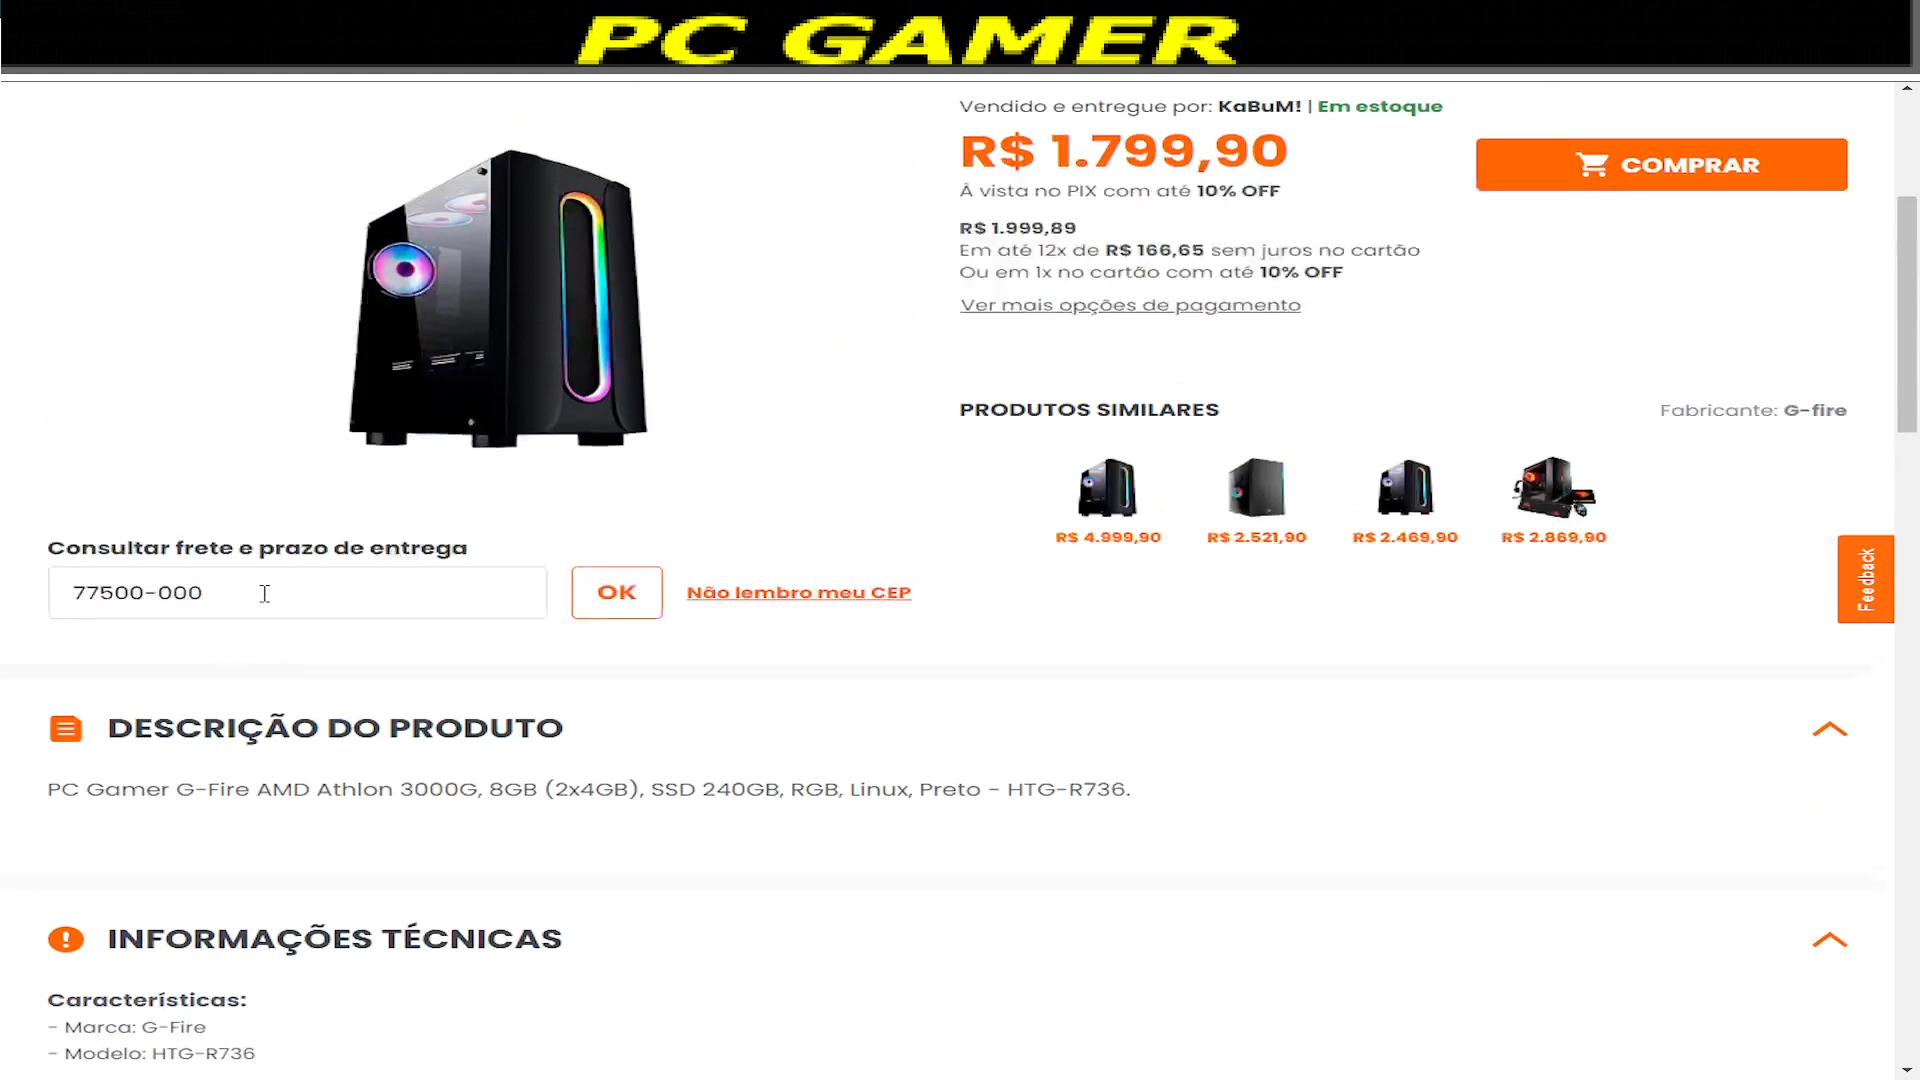 PC GAMER
Vendido e entregue por: KaBuM! | Em estoque
R$ 1.799,90
COMPRAR
À vista no PIX com até 10% OFF
R$ 1.999,89
Em até 12x de R$ 166,65 sem juros no cartão
Ou em 1x no cartão com até 10% OFF
Ver mais opções de pagamento
PRODUTOS SIMILARES
Fabricante: G-fire
R$ 4.999,90
R$ 2.521,90
R$ 2.469,90
R$ 2.869,90
Consultar frete e prazo de entrega
77500-000
OK
Não lembro meu CEP
Feedback
DESCRIÇÃO DO PRODUTO
PC Gamer G-Fire AMD Athlon 3000G, 8GB (2x4GB), SSD 240GB, RGB, Linux, Preto - HTG-R736.
INFORMAÇÕES TÉCNICAS
Características:
- Marca: G-Fire
- Modelo: HTG-R736